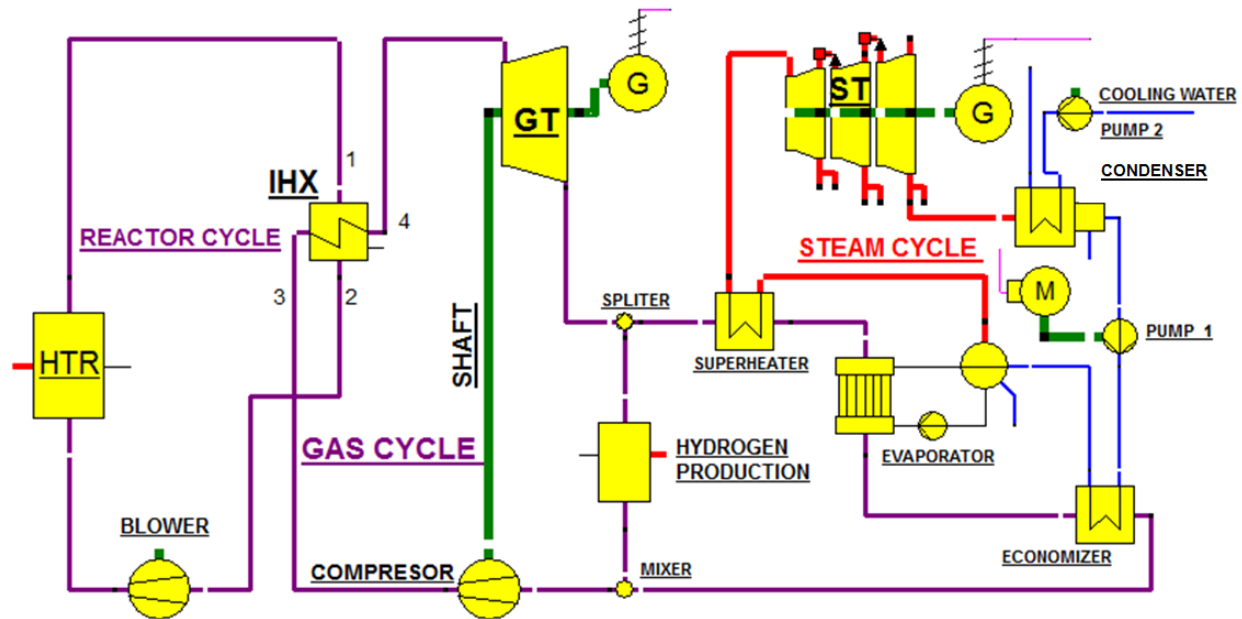 G
ST
COOLING WATER
GT
G
PUMP 2
1
IHX
CONDENSER
4
REACTOR CYCLE
STEAM CYCLE
3
2
SPLITER
M
SHAFT
PUMP 1
HTR
SUPERHEATER
GAS CYCLE
HYDROGEN
PRODUCTION
EVAPORATOR
BLOWER
ECONOMIZER
COMPRESOR
MIXER